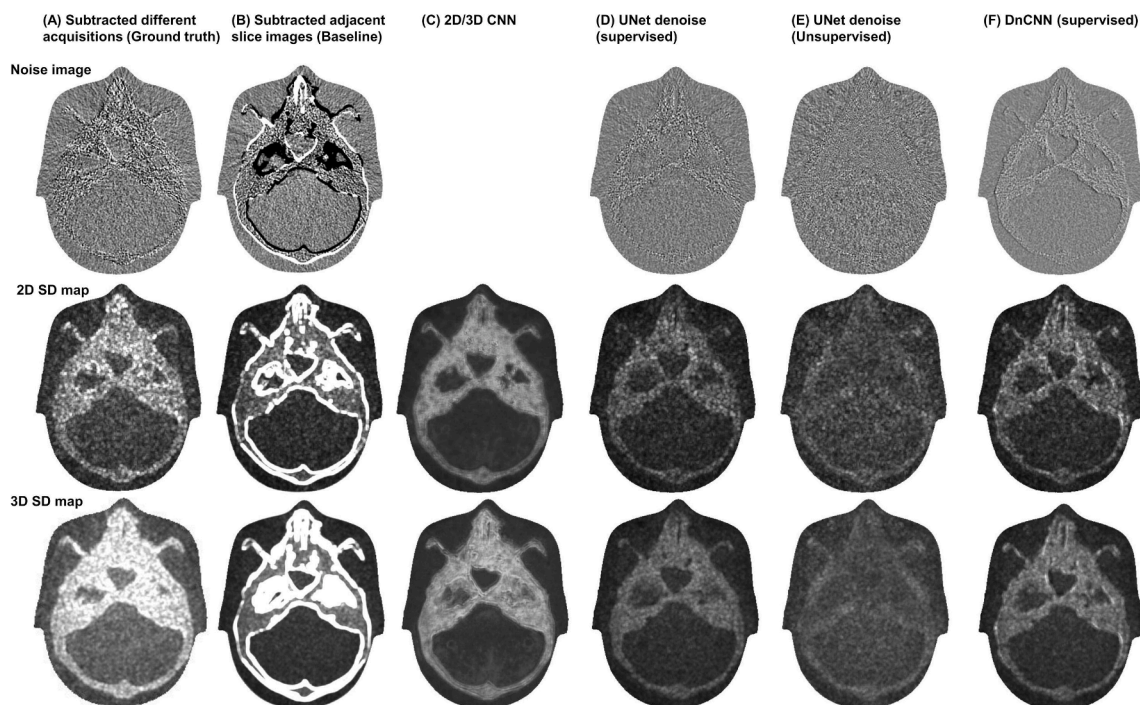 (A) Subtracted different
acquisitions (Ground truth)
(B) Subtracted adjacent
slice images (Baseline)
(C) 2D/3D CNN
(D) UNet denoise
(supervised)
(E) UNet denoise
(Unsupervised)
(F) DnCNN (supervised)
Noise image
2D SD map
3D SD map